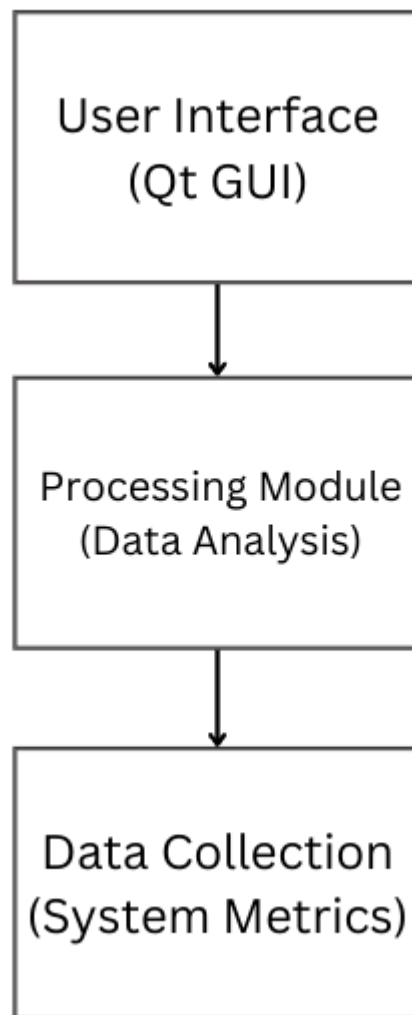 User Interface
(Qt GUI)
Processing Module
(Data Analysis)
Data Collection
(System Metrics)